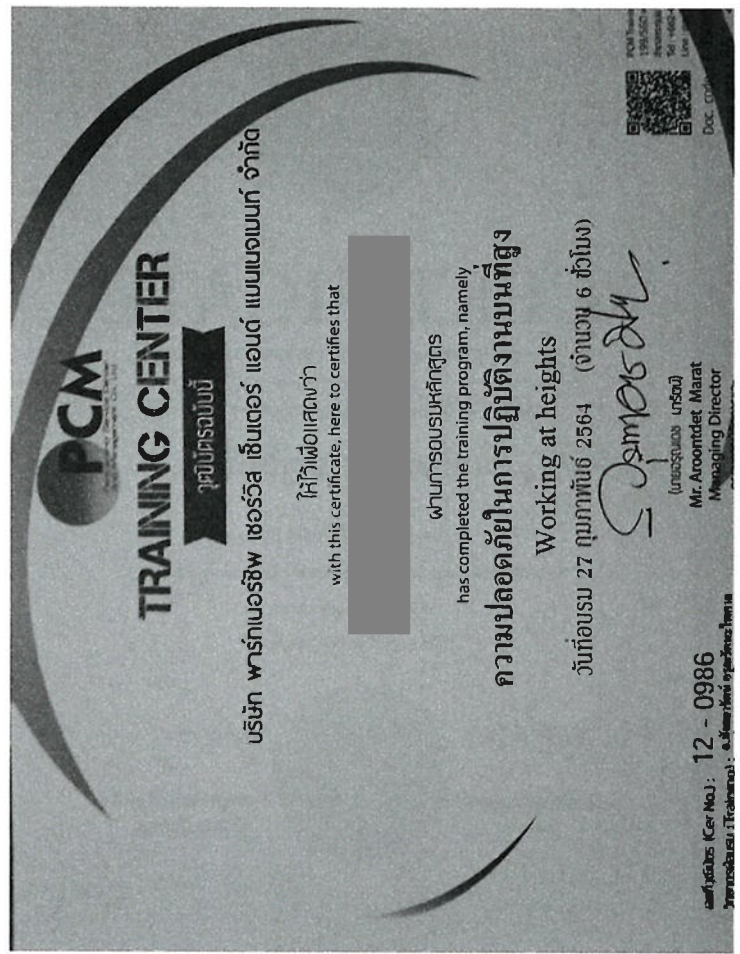 PCM
TRAINING CENTER
วุฒิบัตรฉบับนี้
บริษัท พาร์ทเนอร์ชิพ เซอร์วิส เซ็นเตอร์ แอนด์ แมนเนจเมนท์ จำกัด
ให้ไว้เพื่อแสดงว่า
with this certificate, here to certifies that
ผ่านการอบรมหลักสูตร
has completed the training program, namely
ความปลอดภัยในการปฏิบัติงานบนที่สูง
Working at heights
วันที่อบรม 27 กุมภาพันธ์ 2564 (จำนวน 6 ชั่วโมง)
(นายอรุณเดช มารัตน์)
Mr. Aroontdet Marat
Managing Director
เลขที่วุฒิบัตร (Cer No.) : 12 - 0986
PCM Training
Tel
Line
Doc. code